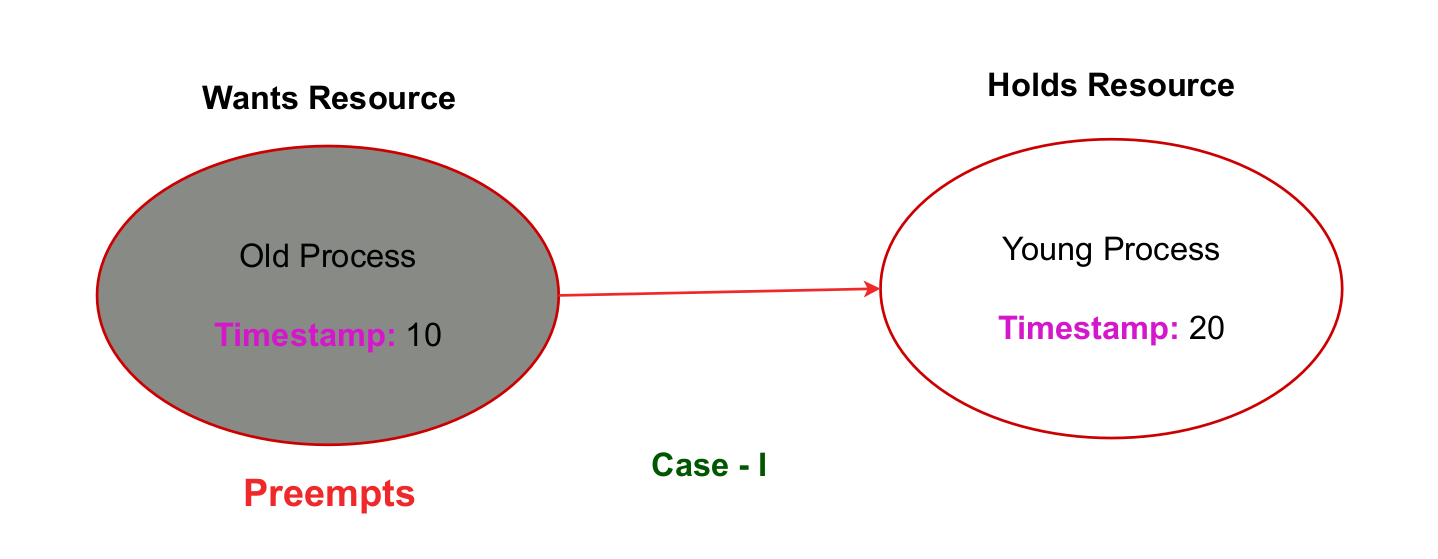 Wants Resource
Holds Resource
Old Process
Timestamp: 10
Young Process
Timestamp: 20
Case - I
Preempts